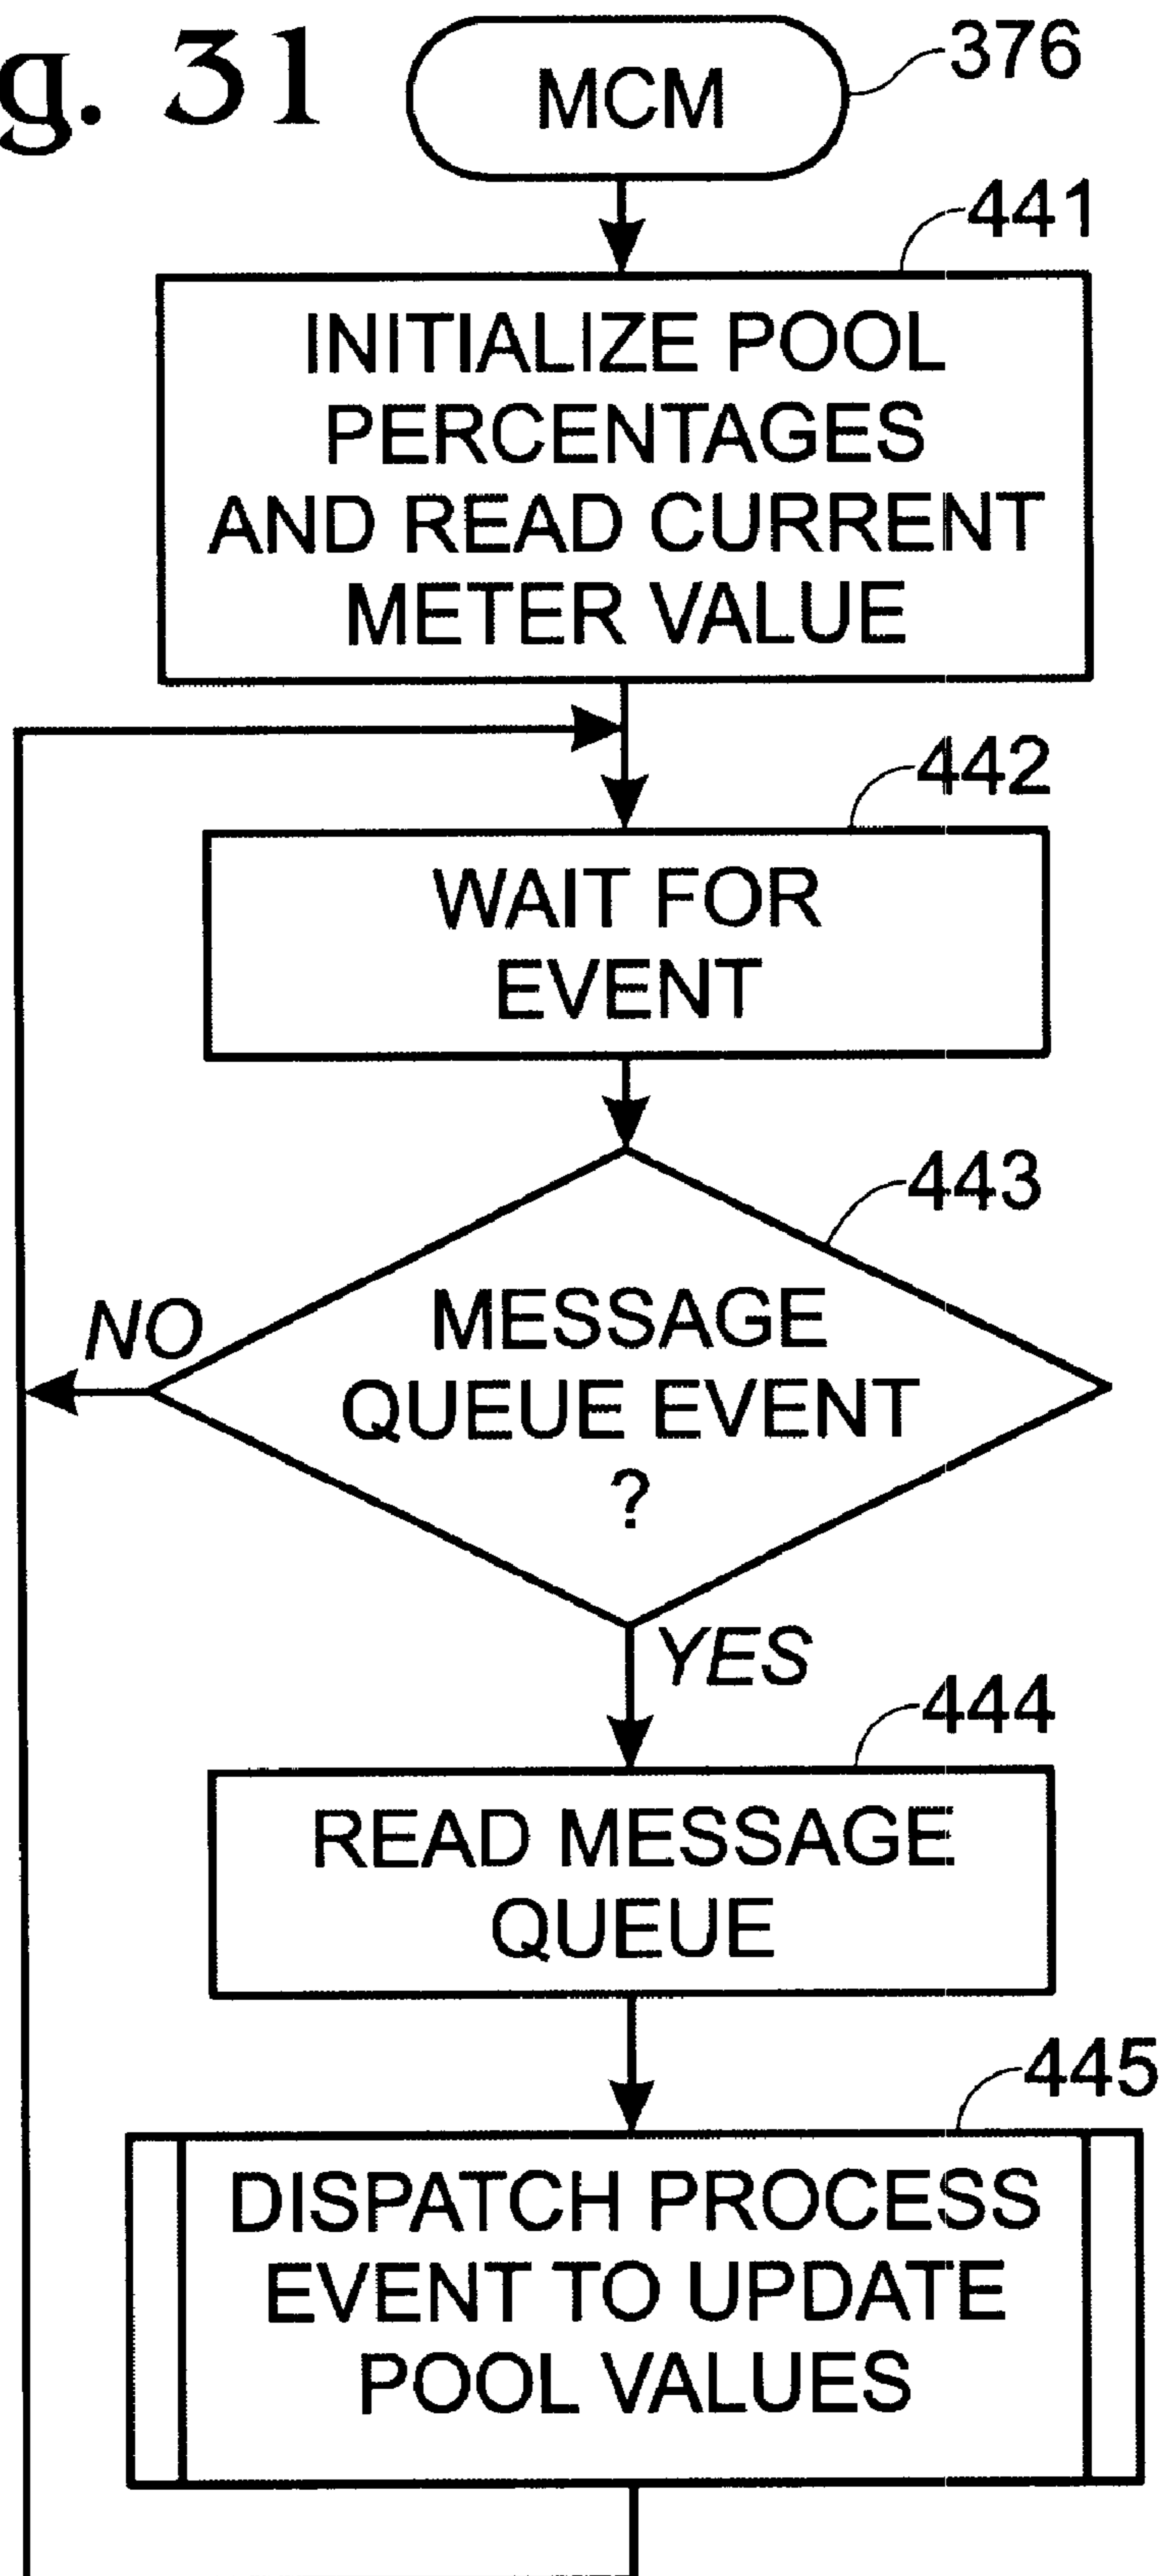 g. 31
MCM
376
441
INITIALIZE POOL
PERCENTAGES
AND READ CURRENT
METER VALUE
442
WAIT FOR
EVENT
443
MESSAGE
QUEUE EVENT
?
NO
YES
444
READ MESSAGE
QUEUE
445
DISPATCH PROCESS
EVENT TO UPDATE
POOL VALUES